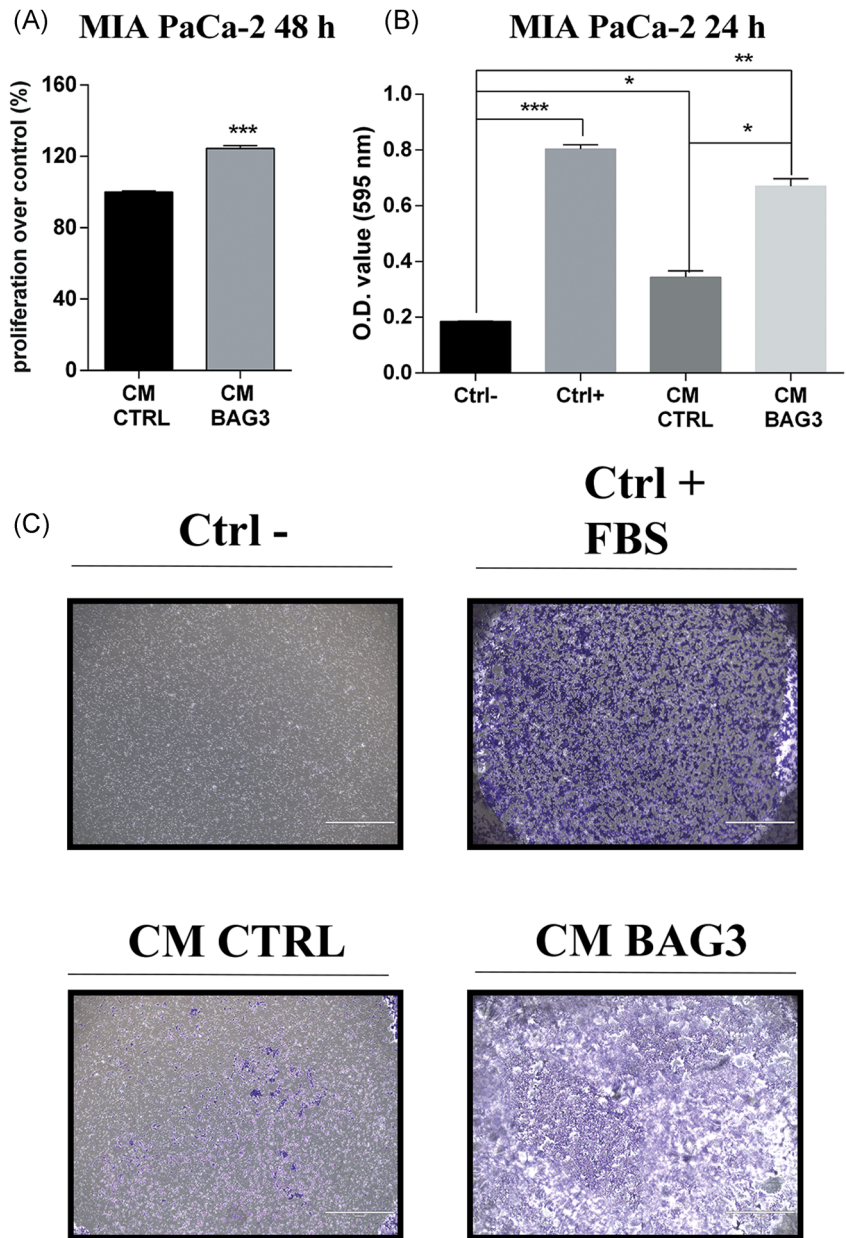 (A) MIA PaCa-2 48 h
proliferation over control (%)
160
120
80
40
0
***
CM
CTRL
CM
BAG3
(B) MIA PaCa-2 24 h
O.D. value (595 nm)
1.0
0.8
0.6
0.4
0.2
0.0
**
*
***
*
Ctrl-
Ctrl+
CM
CTRL
CM
BAG3
(C)
Ctrl -
Ctrl +
FBS
CM CTRL
CM BAG3